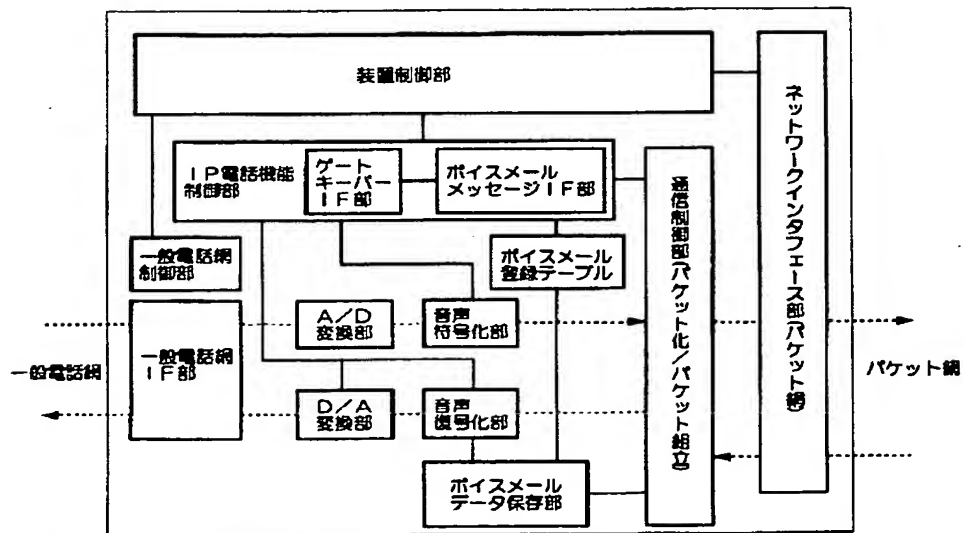 装置制御部
IP電話機能
制御部
ゲート
キーパー
IF部
ボイスメール
メッセージIF部
一般電話網
制御部
ボイスメール
登録テーブル
A/D
変換部
音声
符号化部
一般電話網
IF部
D/A
変換部
音声
復号化部
ボイスメール
データ保存部
通信制御部(パケット化/パケット組立)
ネットワークインタフェース部(パケット網)
一般電話網
パケット網